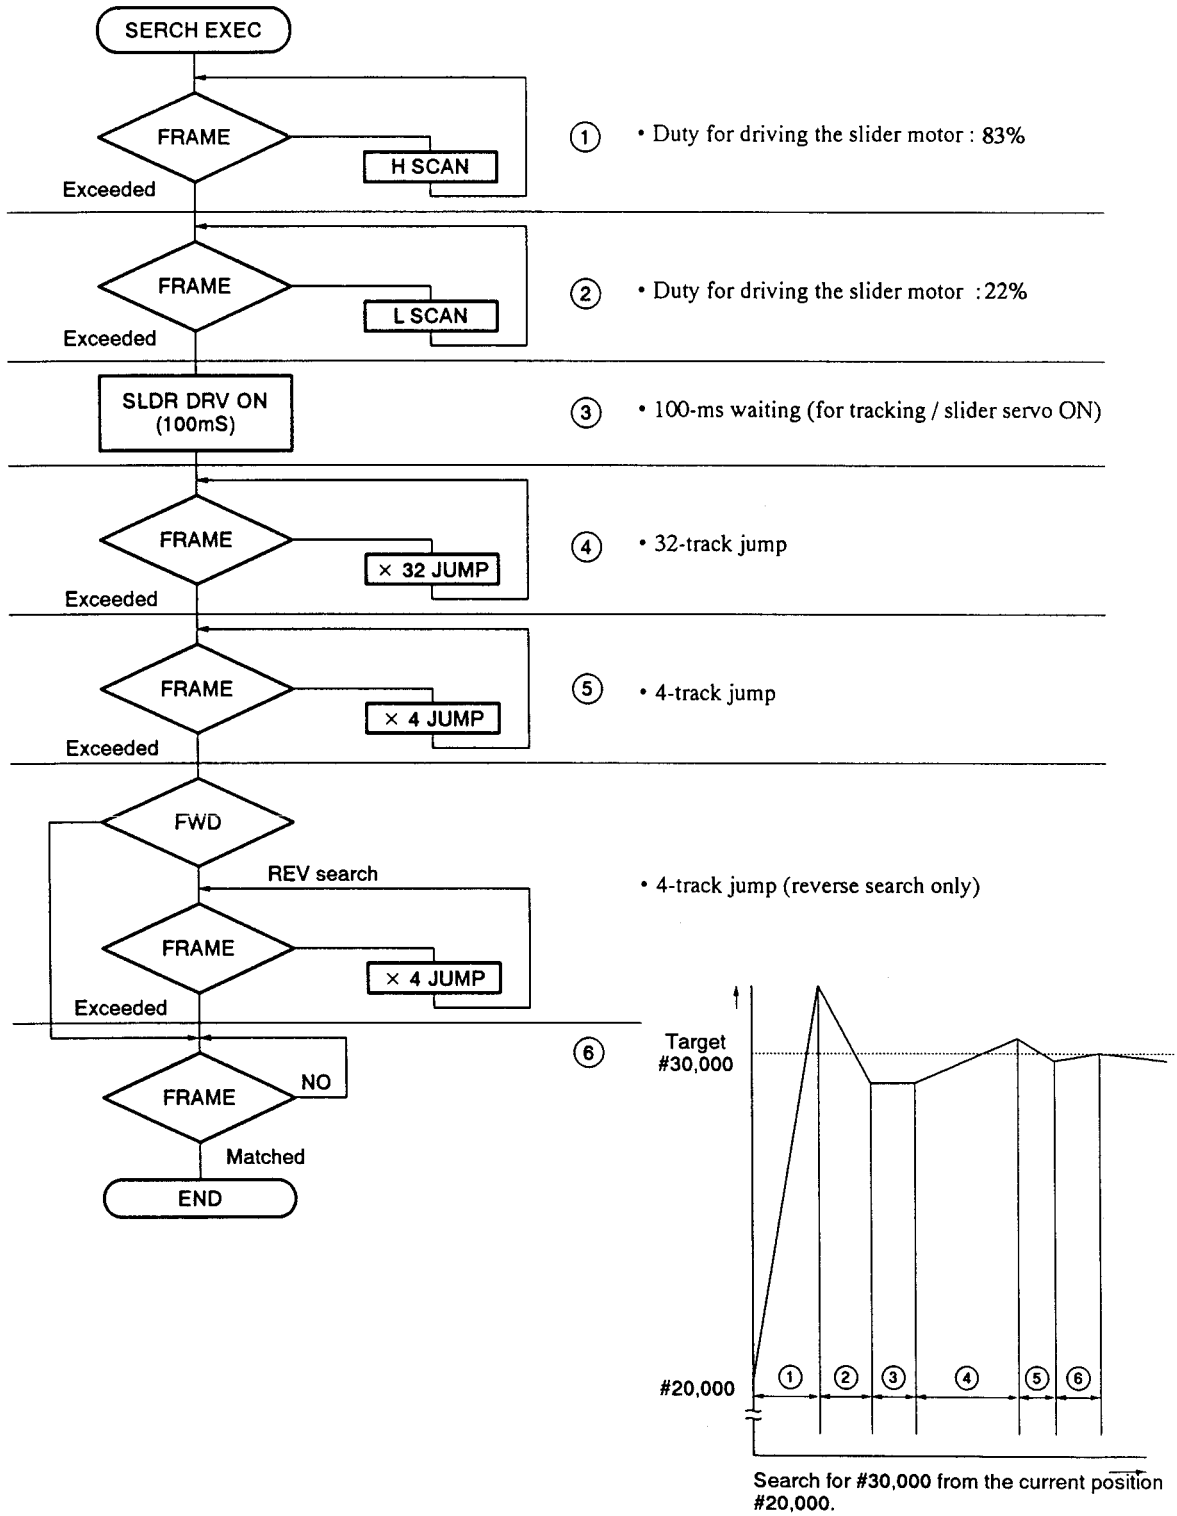 SERCH EXEC
FRAME
H SCAN
Exceeded
① • Duty for driving the slider motor : 83%
FRAME
L SCAN
Exceeded
② • Duty for driving the slider motor : 22%
SLDR DRV ON
(100mS)
③ • 100-ms waiting (for tracking / slider servo ON)
FRAME
× 32 JUMP
Exceeded
④ • 32-track jump
FRAME
× 4 JUMP
Exceeded
⑤ • 4-track jump
FWD
REV search
• 4-track jump (reverse search only)
FRAME
× 4 JUMP
Exceeded
⑥
FRAME
NO
Matched
END
Target
#30,000
#20,000
① ② ③ ④ ⑤ ⑥
Search for #30,000 from the current position
#20,000.